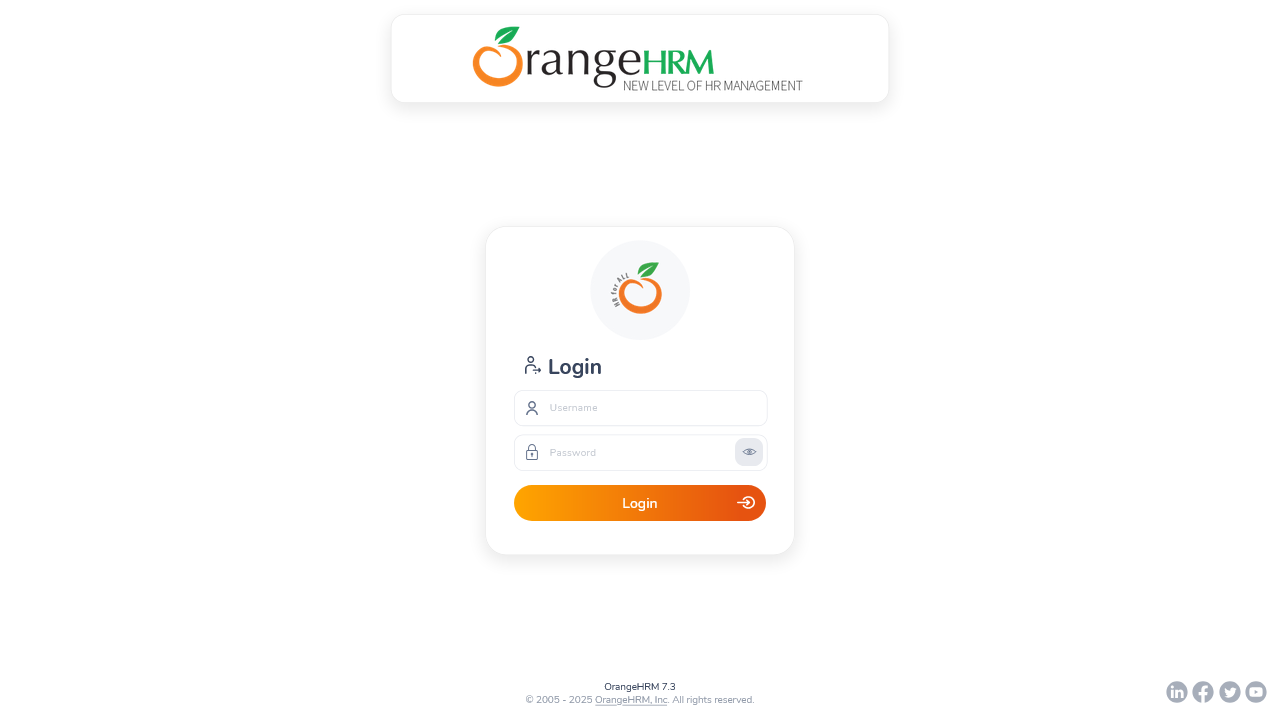 rangeHRM
NEW LEVEL OF HR MANAGEMENT
HR for ALL
Login
Username
Password
Login
OrangeHRM 7.3
© 2005 - 2025 OrangeHRM, Inc. All rights reserved.